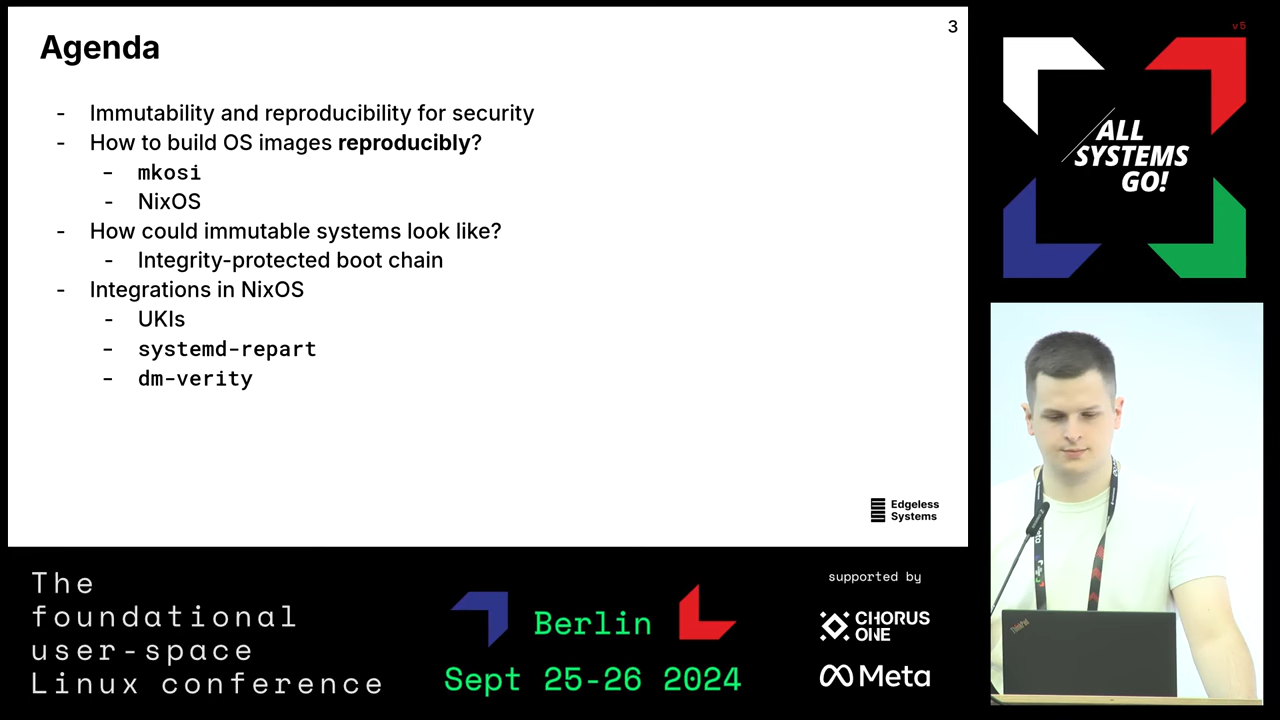 3
Agenda
- Immutability and reproducibility for security
- How to build OS images reproducibly?
- mkosi
- NixOS
- How could immutable systems look like?
- Integrity-protected boot chain
- Integrations in NixOS
- UKIs
- systemd-repart
- dm-verity
Edgeless
Systems
v5
ALL
SYSTEMS
GO!
ThinkPad
The
foundational
user-space
Linux conference
Berlin
Sept 25-26 2024
supported by
CHORUS
ONE
Meta